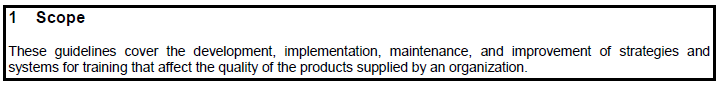 1 Scope
These guidelines cover the development, implementation, maintenance, and improvement of strategies and
systems for training that affect the quality of the products supplied by an organization.